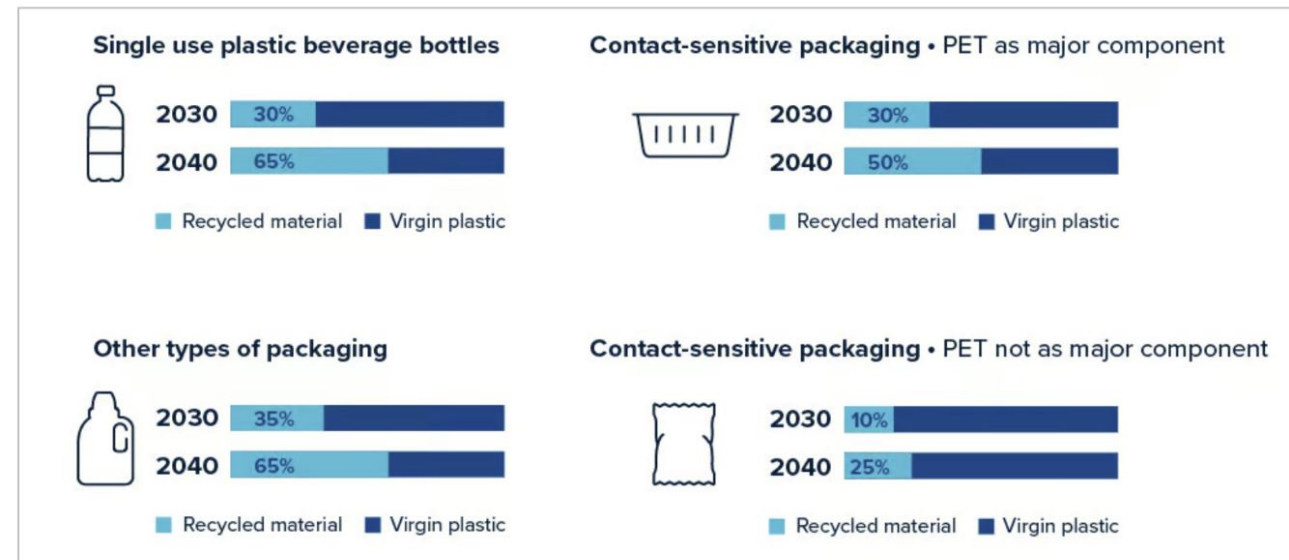 Single use plastic beverage bottles
2030 30%
2040 65%
Recycled material Virgin plastic
Contact-sensitive packaging • PET as major component
2030 30%
2040 50%
Recycled material Virgin plastic
Other types of packaging
2030 35%
2040 65%
Recycled material Virgin plastic
Contact-sensitive packaging • PET not as major component
2030 10%
2040 25%
Recycled material Virgin plastic